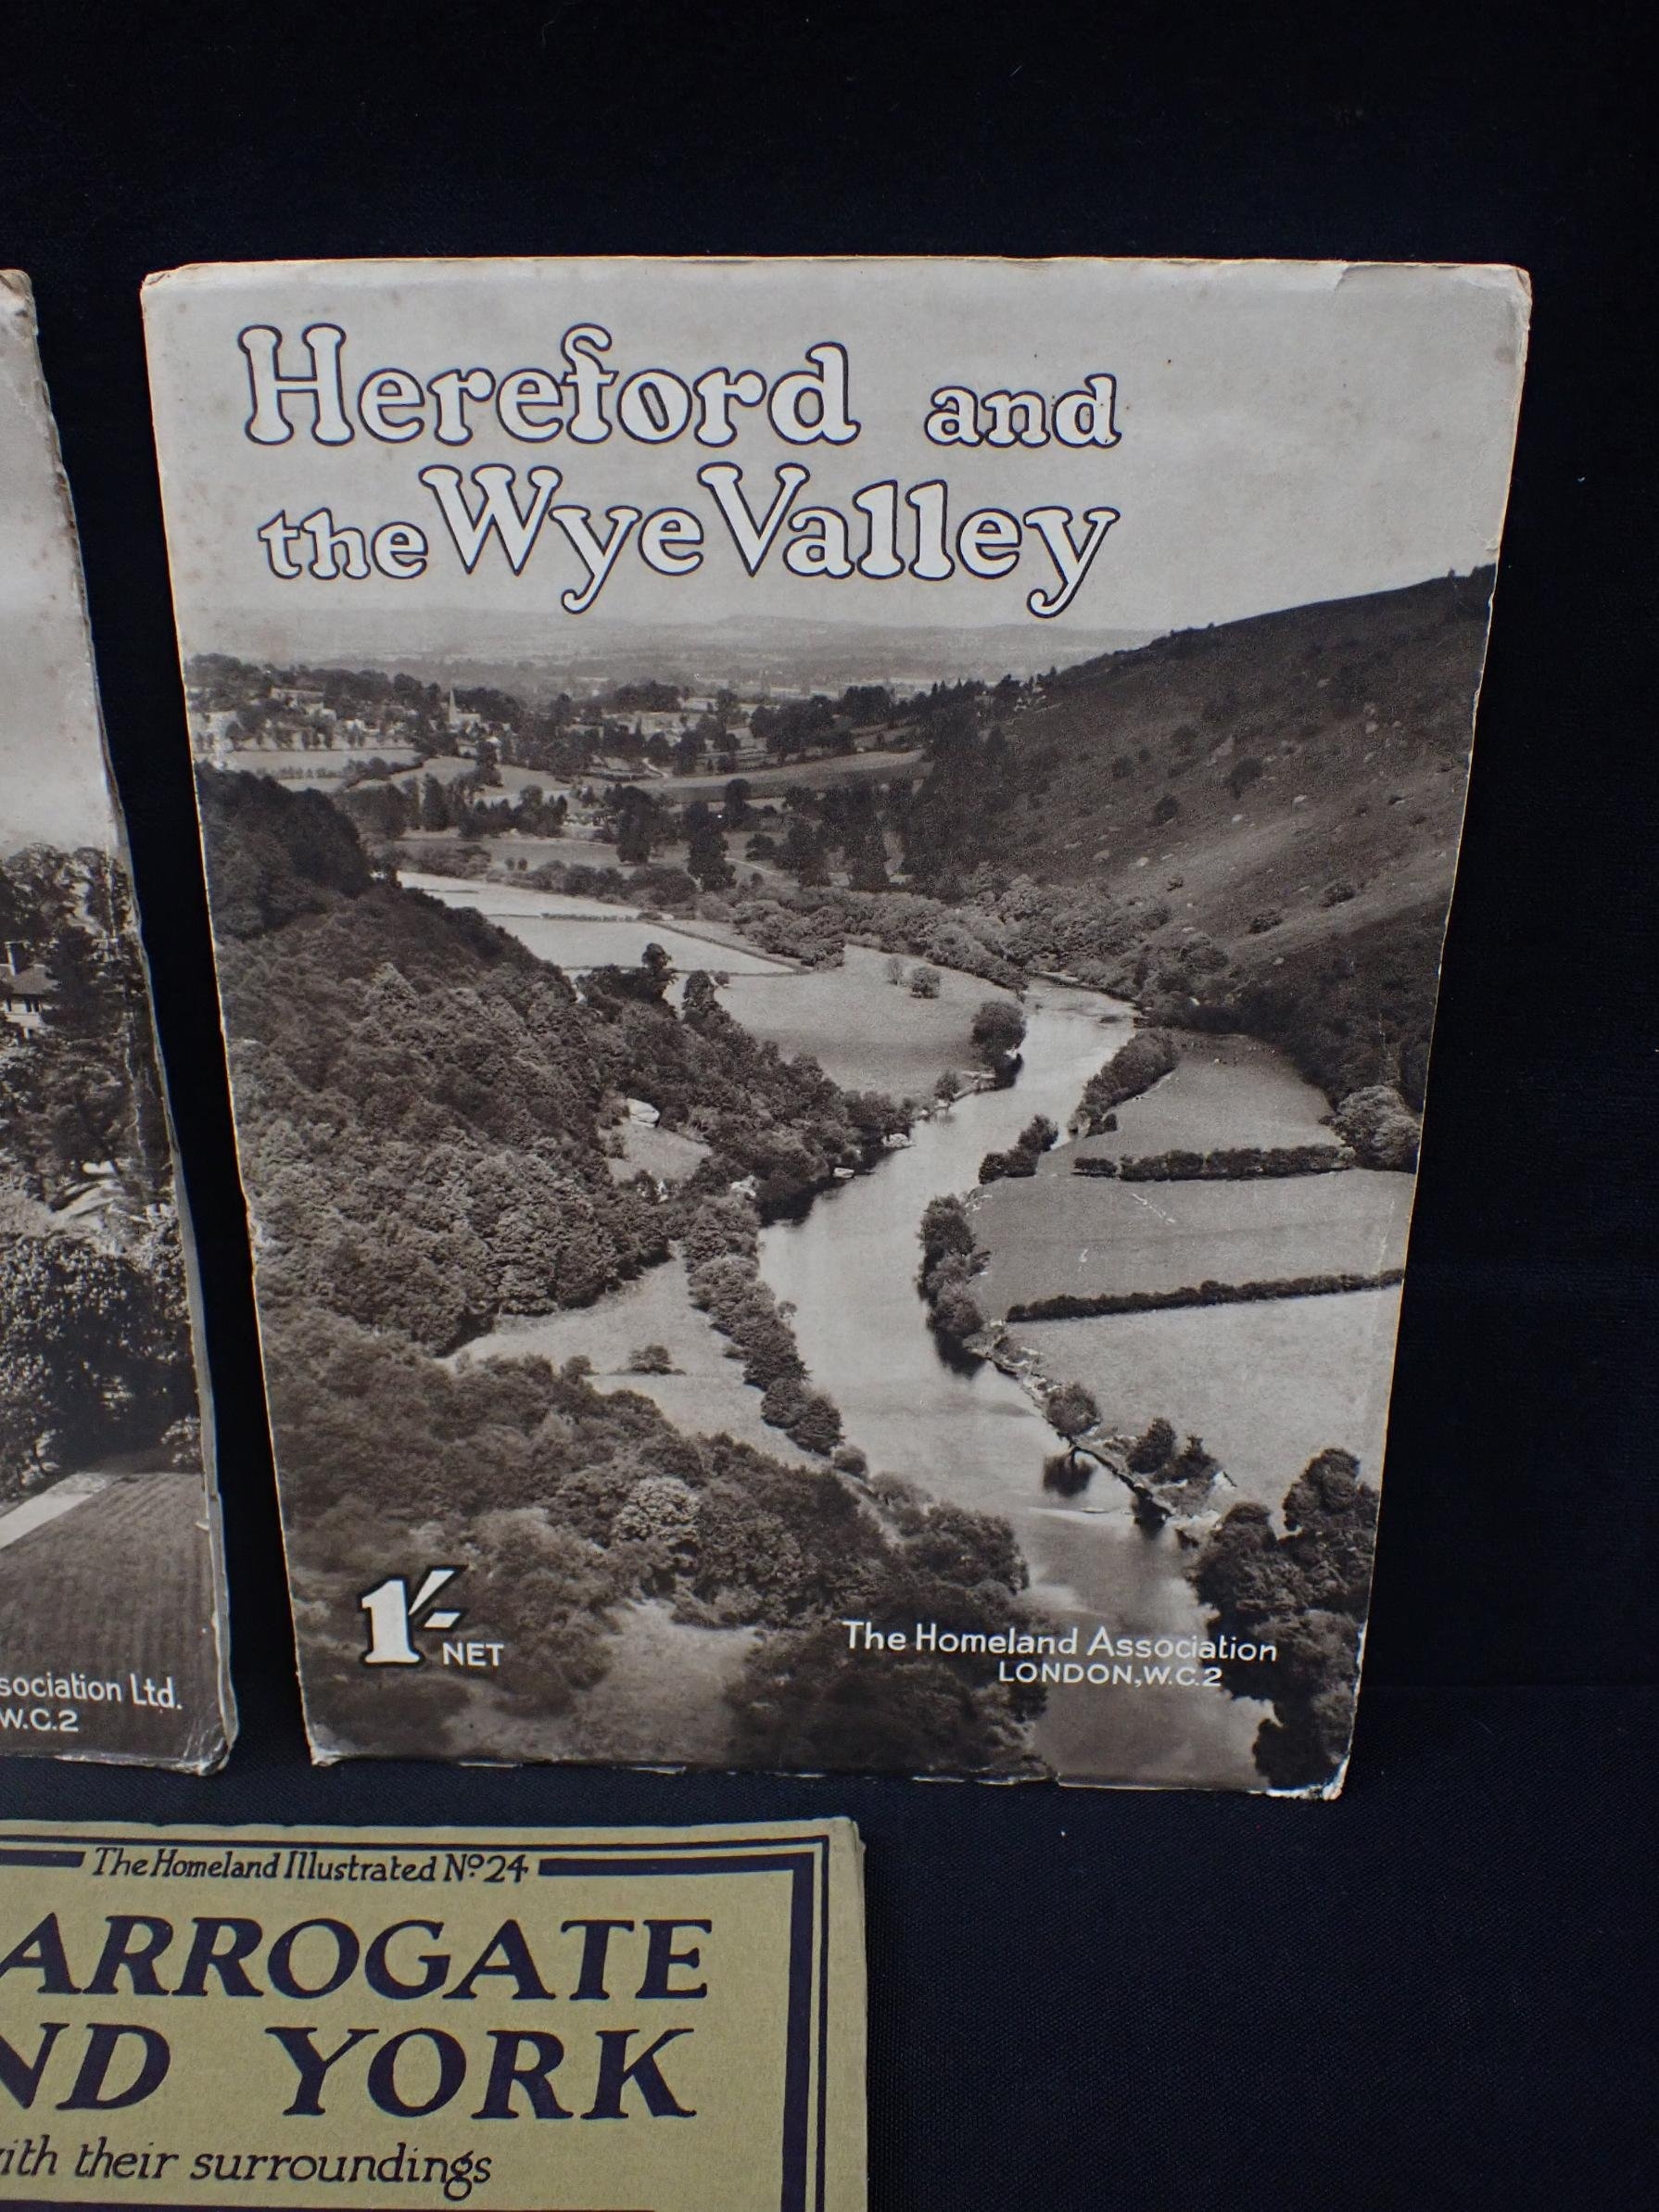 Hereford and
the Wye Valley
1/- NET
The Homeland Association
LONDON, W.C.2
sociation Ltd.
W.C.2
The Homeland Illustrated No. 24
ARROGATE
ND YORK
with their surroundings